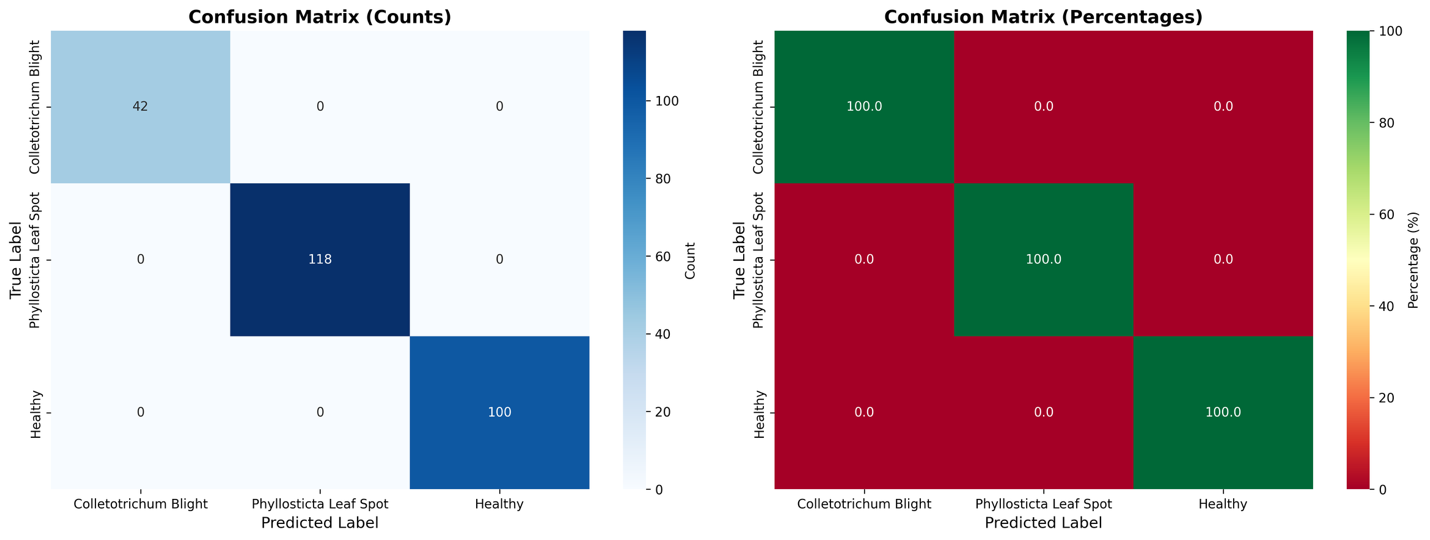 Confusion Matrix (Counts)
True Label
Colletotrichum Blight
Phyllosticta Leaf Spot
Healthy
42 0 0
0 118 0
0 0 100
Colletotrichum Blight Phyllosticta Leaf Spot Healthy
Predicted Label
100
80
60
40
20
0
Count
Confusion Matrix (Percentages)
True Label
Colletotrichum Blight
Phyllosticta Leaf Spot
Healthy
100.0 0.0 0.0
0.0 100.0 0.0
0.0 0.0 100.0
Colletotrichum Blight Phyllosticta Leaf Spot Healthy
Predicted Label
100
80
60
40
20
0
Percentage (%)